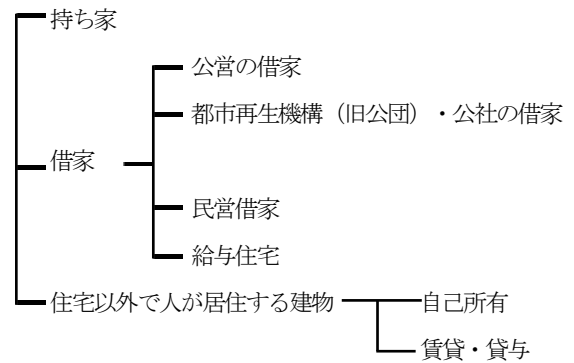 持ち家
公営の借家
都市再生機構（旧公団）・公社の借家
借家
民営借家
給与住宅
住宅以外で人が居住する建物
自己所有
賃貸・貸与